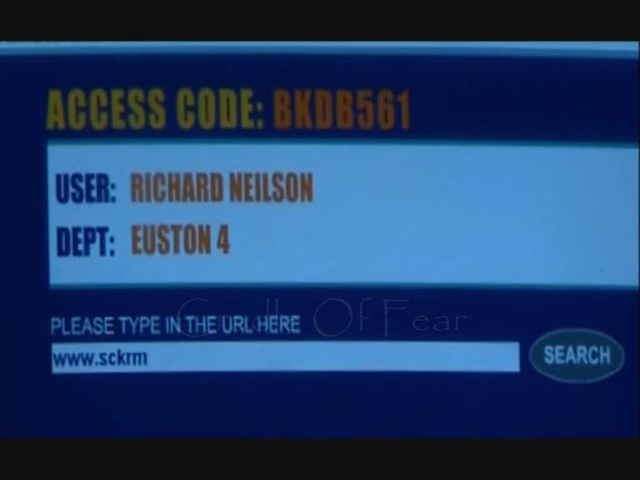 ACCESS CODE: BKDB561
USER: RICHARD NEILSON
DEPT: EUSTON 4
Cradle Of Fear
PLEASE TYPE IN THE URL HERE
www.sckrm
SEARCH